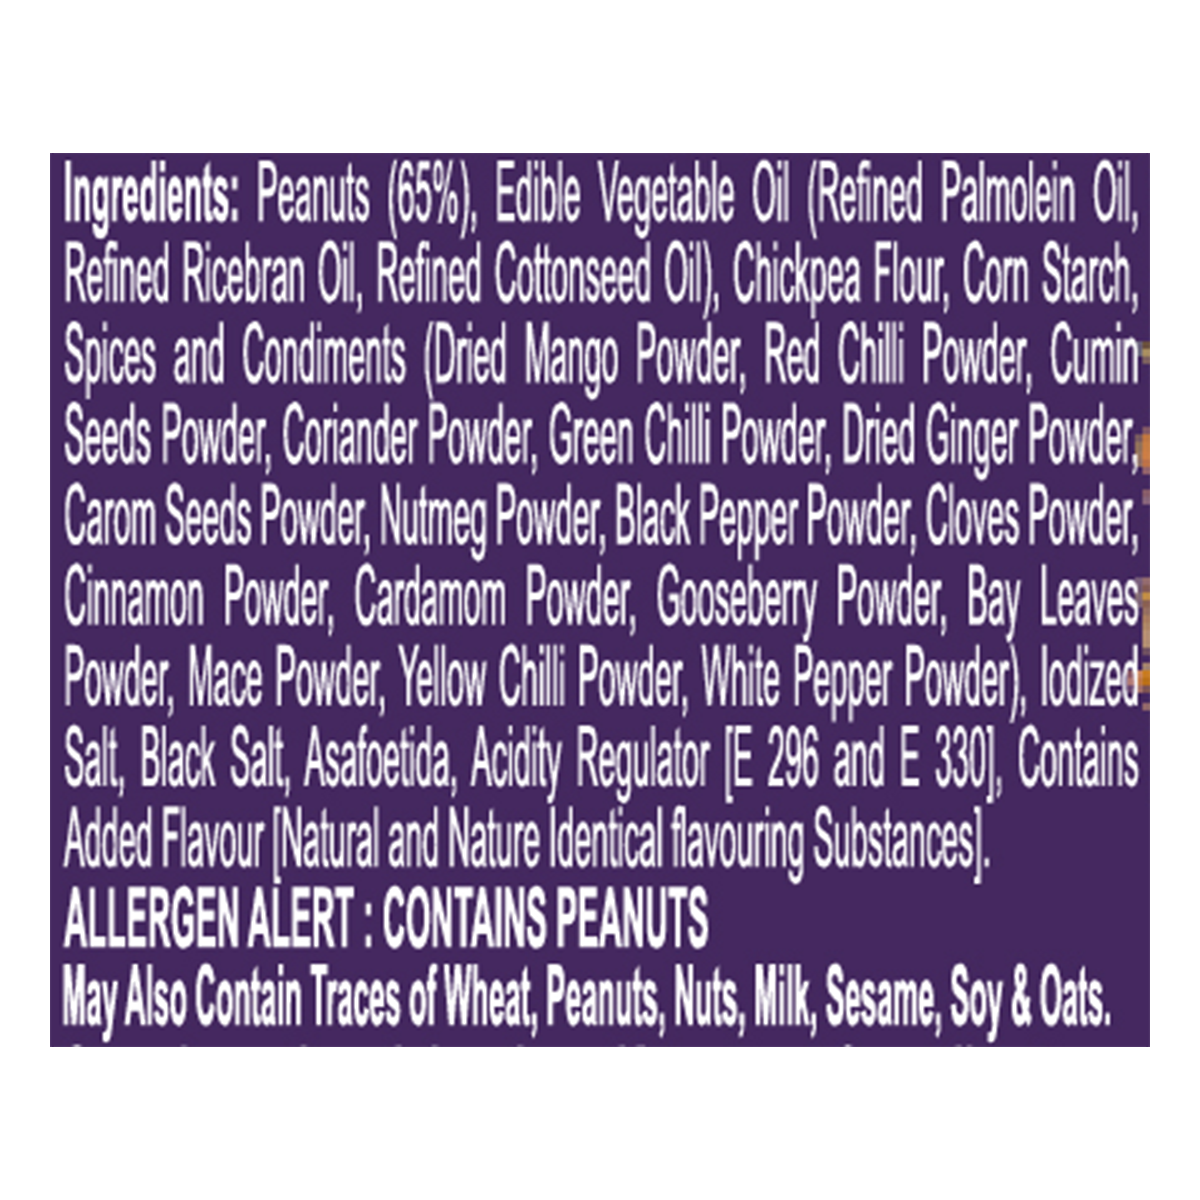 Ingredients: Peanuts (65%), Edible Vegetable Oil (Refined Palmolein Oil,
Refined Ricebran Oil, Refined Cottonseed Oil), Chickpea Flour, Corn Starch,
Spices and Condiments (Dried Mango Powder, Red Chilli Powder, Cumin
Seeds Powder, Coriander Powder, Green Chilli Powder, Dried Ginger Powder,
Carom Seeds Powder, Nutmeg Powder, Black Pepper Powder, Cloves Powder,
Cinnamon Powder, Cardamom Powder, Gooseberry Powder, Bay Leaves
Powder, Mace Powder, Yellow Chilli Powder, White Pepper Powder), Iodized
Salt, Black Salt, Asafoetida, Acidity Regulator [E 296 and E 330], Contains
Added Flavour [Natural and Nature Identical flavouring Substances].
ALLERGEN ALERT : CONTAINS PEANUTS
May Also Contain Traces of Wheat, Peanuts, Nuts, Milk, Sesame, Soy & Oats.